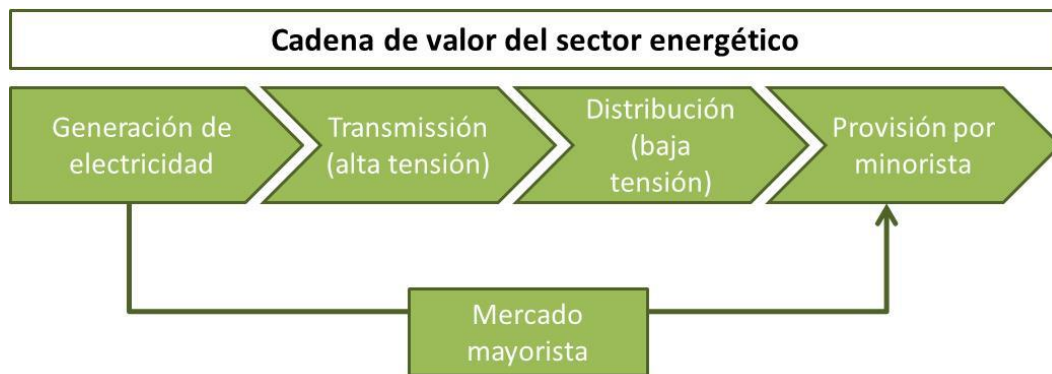 Cadena de valor del sector energético
Generación de
electricidad
Transmissión
(alta tensión)
Distribución
(baja
tensión)
Provisión por
minorista
Mercado
mayorista